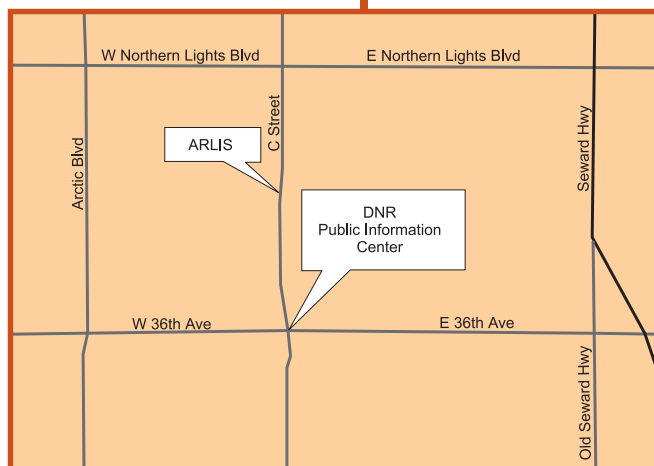 W Northern Lights Blvd
E Northern Lights Blvd
C Street
ARLIS
Arctic Blvd
Seward Hwy
DNR
Public Information
Center
W 36th Ave
E 36th Ave
Old Seward Hwy